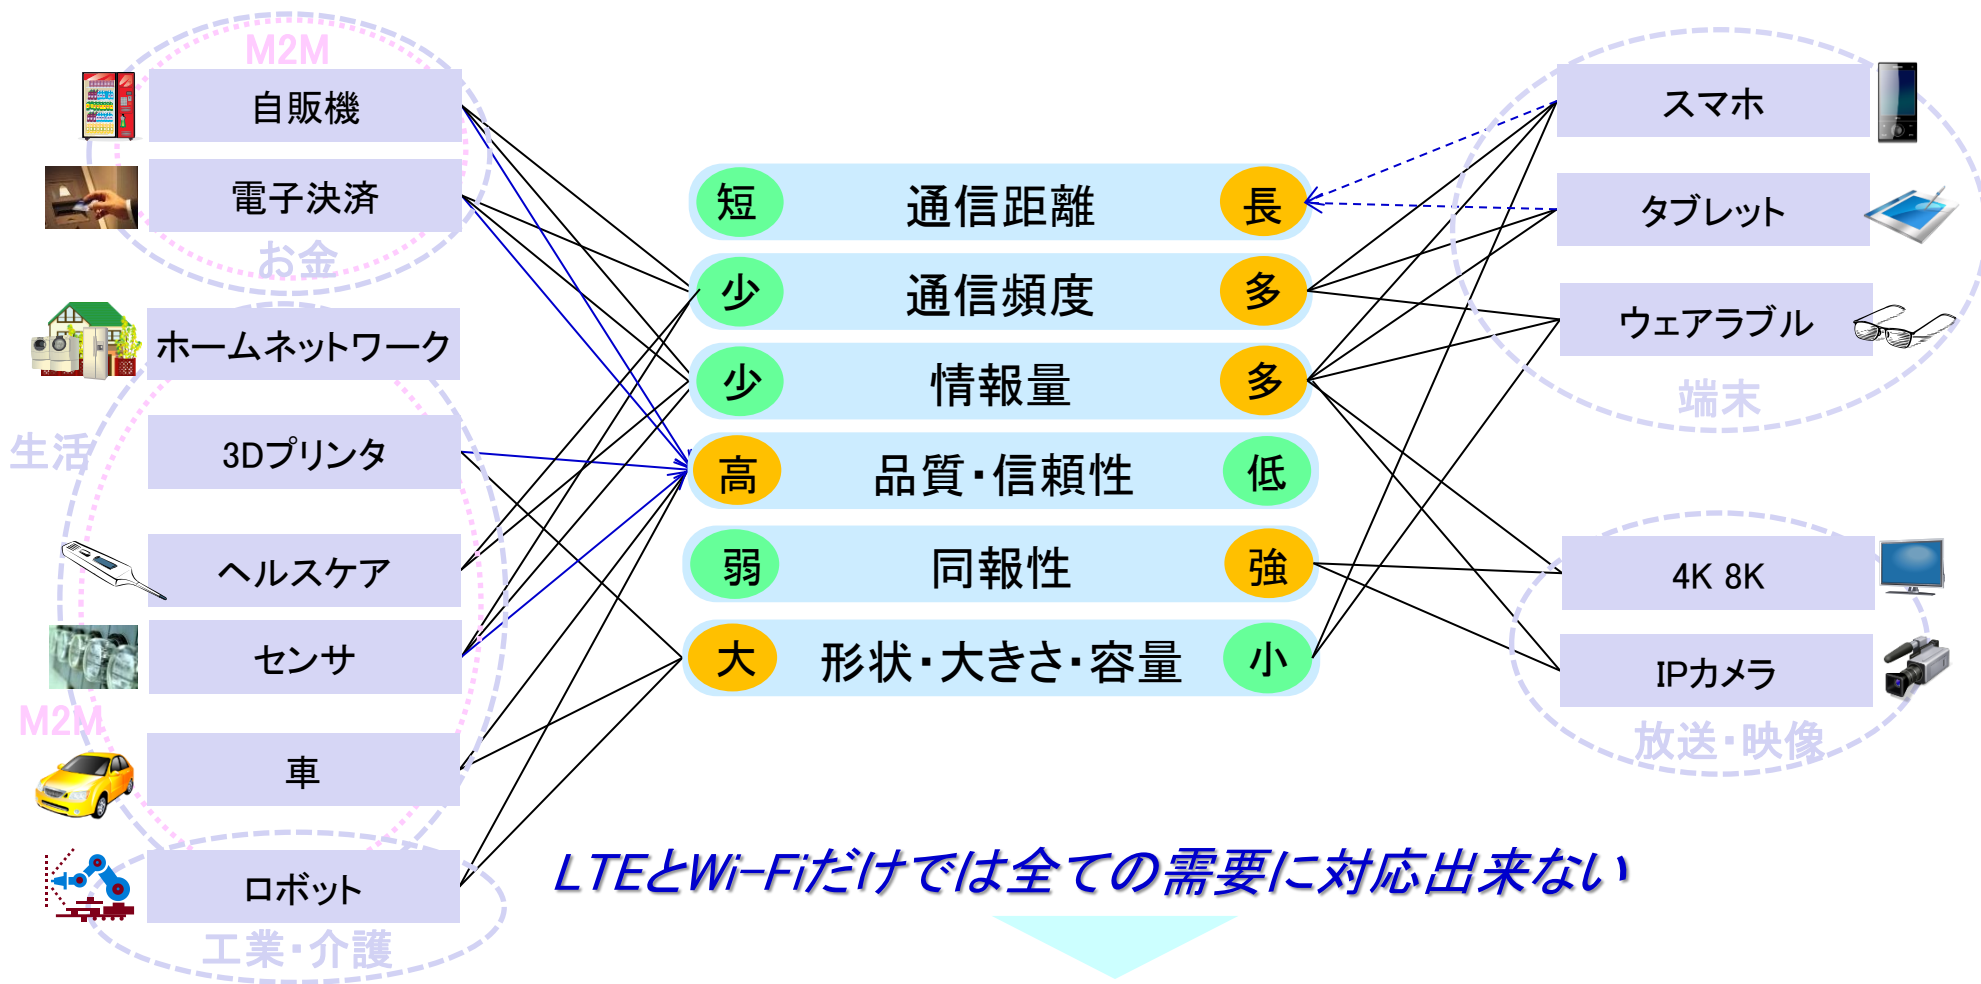 M2M
自販機
電子決済
お金
ホームネットワーク
生活
3Dプリンタ
ヘルスケア
センサ
M2M
車
ロボット
工業・介護
短 通信距離 長
少 通信頻度 多
少 情報量 多
高 品質・信頼性 低
弱 同報性 強
大 形状・大きさ・容量 小
スマホ
タブレット
ウェアラブル
端末
4K 8K
IPカメラ
放送・映像
LTEとWi-Fiだけでは全ての需要に対応出来ない